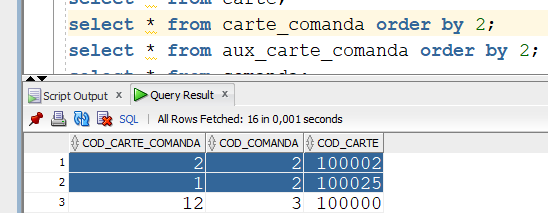 select * from carte;
select * from carte_comanda order by 2;
select * from aux_carte_comanda order by 2;
select * from comanda;
Script Output x Query Result x
SQL | All Rows Fetched: 16 in 0,001 seconds
COD_CARTE_COMANDA COD_COMANDA COD_CARTE
1 2 2 100002
2 1 2 100025
3 12 3 100000